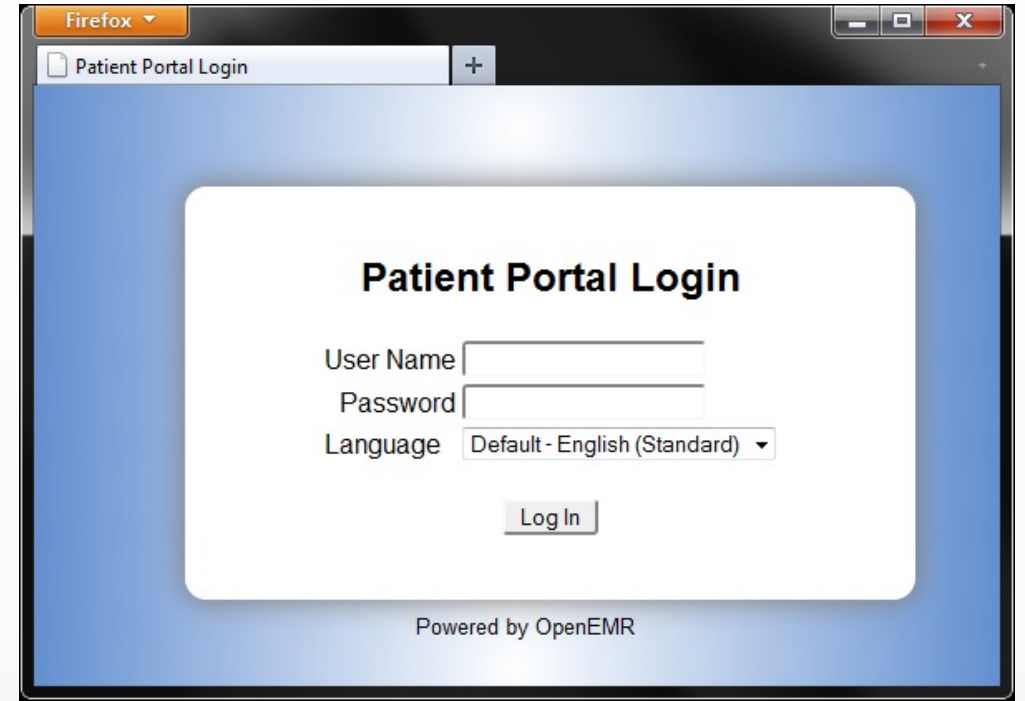 Firefox
Patient Portal Login
Patient Portal Login
User Name
Password
Language Default - English (Standard)
Log In
Powered by OpenEMR